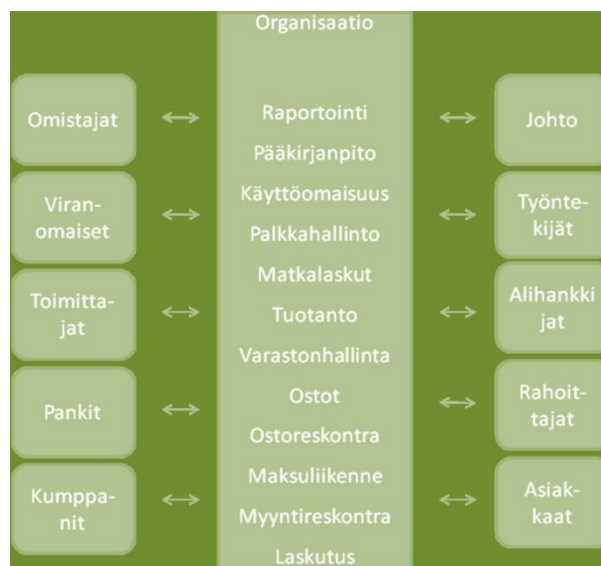 Organisaatio
Omistajat
Viran-
omaiset
Toimitta-
jat
Pankit
Kumppa-
nit
Raportointi
Pääkirjanpito
Käyttöomaisuus
Palkkahallinto
Matkalaskut
Tuotanto
Varastonhallinta
Ostot
Ostoreskontra
Maksuliikenne
Myyntireskontra
Laskutus
Johto
Työnte-
kijät
Alihankki
jat
Rahoit-
tajat
Asiak-
kaat